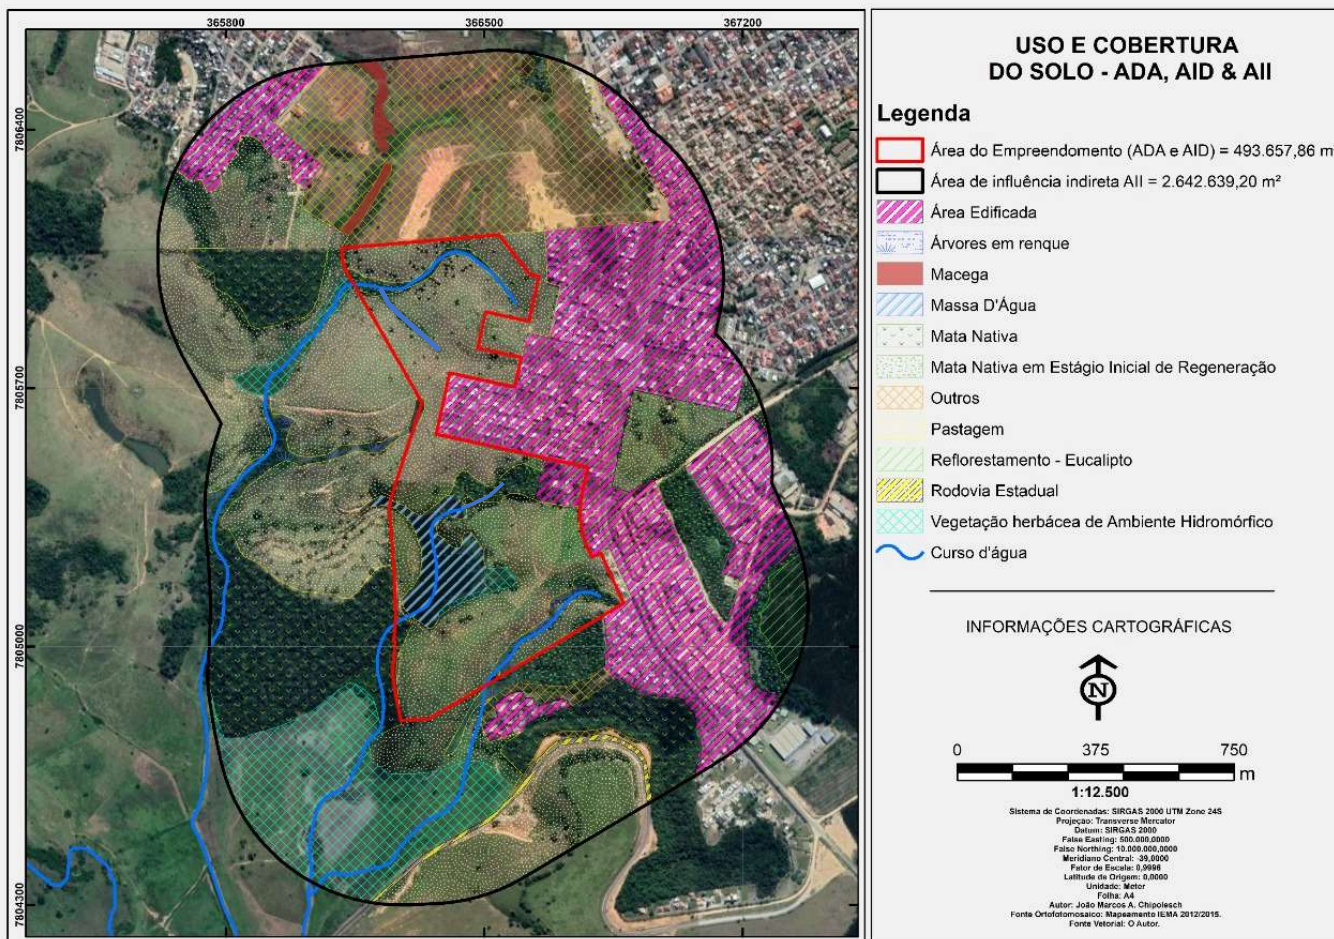 365800
366500
367200
7806400
7805700
7805000
7804300
USO E COBERTURA
DO SOLO - ADA, AID & AII
Legenda
Área do Empreendomento (ADA e AID) = 493.657,86 m
Área de influência indireta AII = 2.642.639,20 m²
Área Edificada
Árvores em renque
Macega
Massa D'Água
Mata Nativa
Mata Nativa em Estágio Inicial de Regeneração
Outros
Pastagem
Reflorestamento - Eucalipto
Rodovia Estadual
Vegetação herbácea de Ambiente Hidromórfico
Curso d'água
INFORMAÇÕES CARTOGRÁFICAS
N
0 375 750
m
1:12.500
Sistema de Coordenadas: SIRGAS 2000 UTM Zone 24S
Projeção: Transverse Mercator
Datum: SIRGAS 2000
False Easting: 500.000,0000
False Northing: 10.000.000,0000
Meridiano Central: -39,0000
Fator de Escala: 0,9996
Latitude de Origem: 0,0000
Unidade: Meter
Folha: A4
Autor: João Marcos A. Chipolesch
Fonte Ortofotomosaico: Mapeamento IEMA 2012/2015.
Fonte Vetorial: O Autor.